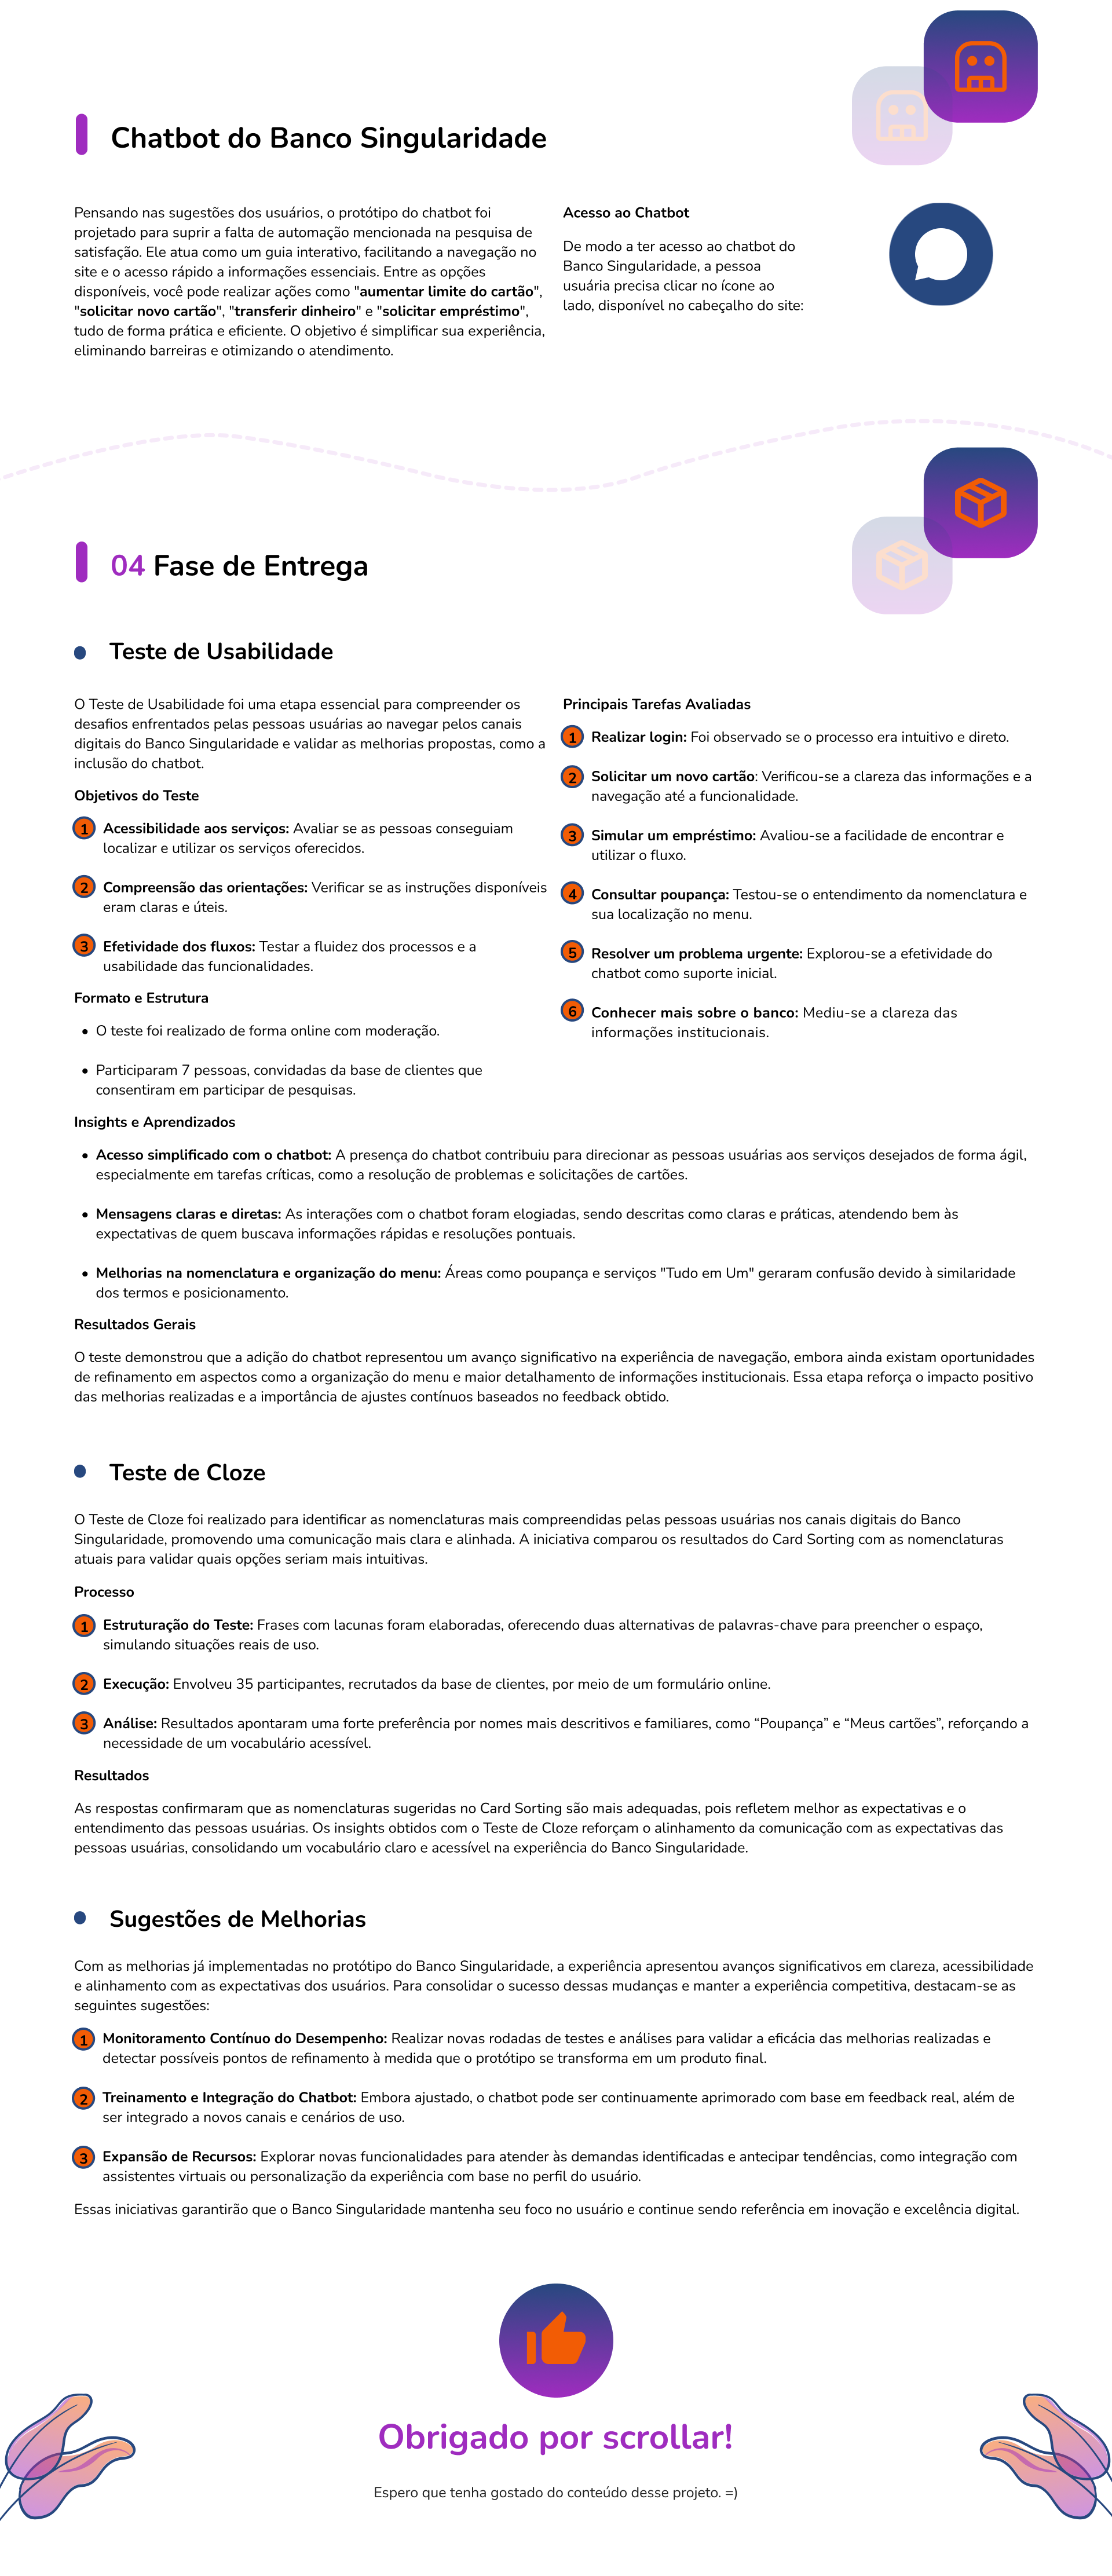 Chatbot do Banco Singularidade
Pensando nas sugestões dos usuários, o protótipo do chatbot foi
projetado para suprir a falta de automação mencionada na pesquisa de
satisfação. Ele atua como um guia interativo, facilitando a navegação no
site e o acesso rápido a informações essenciais. Entre as opções
disponíveis, você pode realizar ações como "aumentar limite do cartão",
"solicitar novo cartão", "transferir dinheiro" e "solicitar empréstimo",
tudo de forma prática e eficiente. O objetivo é simplificar sua experiência,
eliminando barreiras e otimizando o atendimento.
Acesso ao Chatbot
De modo a ter acesso ao chatbot do
Banco Singularidade, a pessoa
usuária precisa clicar no ícone ao
lado, disponível no cabeçalho do site:
04 Fase de Entrega
Teste de Usabilidade
O Teste de Usabilidade foi uma etapa essencial para compreender os
desafios enfrentados pelas pessoas usuárias ao navegar pelos canais
digitais do Banco Singularidade e validar as melhorias propostas, como a
inclusão do chatbot.
Objetivos do Teste
1 Acessibilidade aos serviços: Avaliar se as pessoas conseguiam
localizar e utilizar os serviços oferecidos.
2 Compreensão das orientações: Verificar se as instruções disponíveis
eram claras e úteis.
3 Efetividade dos fluxos: Testar a fluidez dos processos e a
usabilidade das funcionalidades.
Formato e Estrutura
• O teste foi realizado de forma online com moderação.
• Participaram 7 pessoas, convidadas da base de clientes que
consentiram em participar de pesquisas.
Principais Tarefas Avaliadas
1 Realizar login: Foi observado se o processo era intuitivo e direto.
2 Solicitar um novo cartão: Verificou-se a clareza das informações e a
navegação até a funcionalidade.
3 Simular um empréstimo: Avaliou-se a facilidade de encontrar e
utilizar o fluxo.
4 Consultar poupança: Testou-se o entendimento da nomenclatura e
sua localização no menu.
5 Resolver um problema urgente: Explorou-se a efetividade do
chatbot como suporte inicial.
6 Conhecer mais sobre o banco: Mediu-se a clareza das
informações institucionais.
Insights e Aprendizados
• Acesso simplificado com o chatbot: A presença do chatbot contribuiu para direcionar as pessoas usuárias aos serviços desejados de forma ágil,
especialmente em tarefas críticas, como a resolução de problemas e solicitações de cartões.
• Mensagens claras e diretas: As interações com o chatbot foram elogiadas, sendo descritas como claras e práticas, atendendo bem às
expectativas de quem buscava informações rápidas e resoluções pontuais.
• Melhorias na nomenclatura e organização do menu: Áreas como poupança e serviços "Tudo em Um" geraram confusão devido à similaridade
dos termos e posicionamento.
Resultados Gerais
O teste demonstrou que a adição do chatbot representou um avanço significativo na experiência de navegação, embora ainda existam oportunidades
de refinamento em aspectos como a organização do menu e maior detalhamento de informações institucionais. Essa etapa reforça o impacto positivo
das melhorias realizadas e a importância de ajustes contínuos baseados no feedback obtido.
Teste de Cloze
O Teste de Cloze foi realizado para identificar as nomenclaturas mais compreendidas pelas pessoas usuárias nos canais digitais do Banco
Singularidade, promovendo uma comunicação mais clara e alinhada. A iniciativa comparou os resultados do Card Sorting com as nomenclaturas
atuais para validar quais opções seriam mais intuitivas.
Processo
1 Estruturação do Teste: Frases com lacunas foram elaboradas, oferecendo duas alternativas de palavras-chave para preencher o espaço,
simulando situações reais de uso.
2 Execução: Envolveu 35 participantes, recrutados da base de clientes, por meio de um formulário online.
3 Análise: Resultados apontaram uma forte preferência por nomes mais descritivos e familiares, como “Poupança” e “Meus cartões”, reforçando a
necessidade de um vocabulário acessível.
Resultados
As respostas confirmaram que as nomenclaturas sugeridas no Card Sorting são mais adequadas, pois refletem melhor as expectativas e o
entendimento das pessoas usuárias. Os insights obtidos com o Teste de Cloze reforçam o alinhamento da comunicação com as expectativas das
pessoas usuárias, consolidando um vocabulário claro e acessível na experiência do Banco Singularidade.
Sugestões de Melhorias
Com as melhorias já implementadas no protótipo do Banco Singularidade, a experiência apresentou avanços significativos em clareza, acessibilidade
e alinhamento com as expectativas dos usuários. Para consolidar o sucesso dessas mudanças e manter a experiência competitiva, destacam-se as
seguintes sugestões:
1 Monitoramento Contínuo do Desempenho: Realizar novas rodadas de testes e análises para validar a eficácia das melhorias realizadas e
detectar possíveis pontos de refinamento à medida que o protótipo se transforma em um produto final.
2 Treinamento e Integração do Chatbot: Embora ajustado, o chatbot pode ser continuamente aprimorado com base em feedback real, além de
ser integrado a novos canais e cenários de uso.
3 Expansão de Recursos: Explorar novas funcionalidades para atender às demandas identificadas e antecipar tendências, como integração com
assistentes virtuais ou personalização da experiência com base no perfil do usuário.
Essas iniciativas garantirão que o Banco Singularidade mantenha seu foco no usuário e continue sendo referência em inovação e excelência digital.
Obrigado por scrollar!
Espero que tenha gostado do conteúdo desse projeto. =)